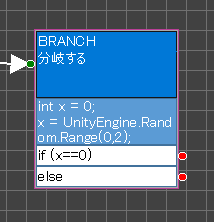 BRANCH
分岐する
int x = 0;
x = UnityEngine.Rand
om.Range(0,2);
if (x==0)
else